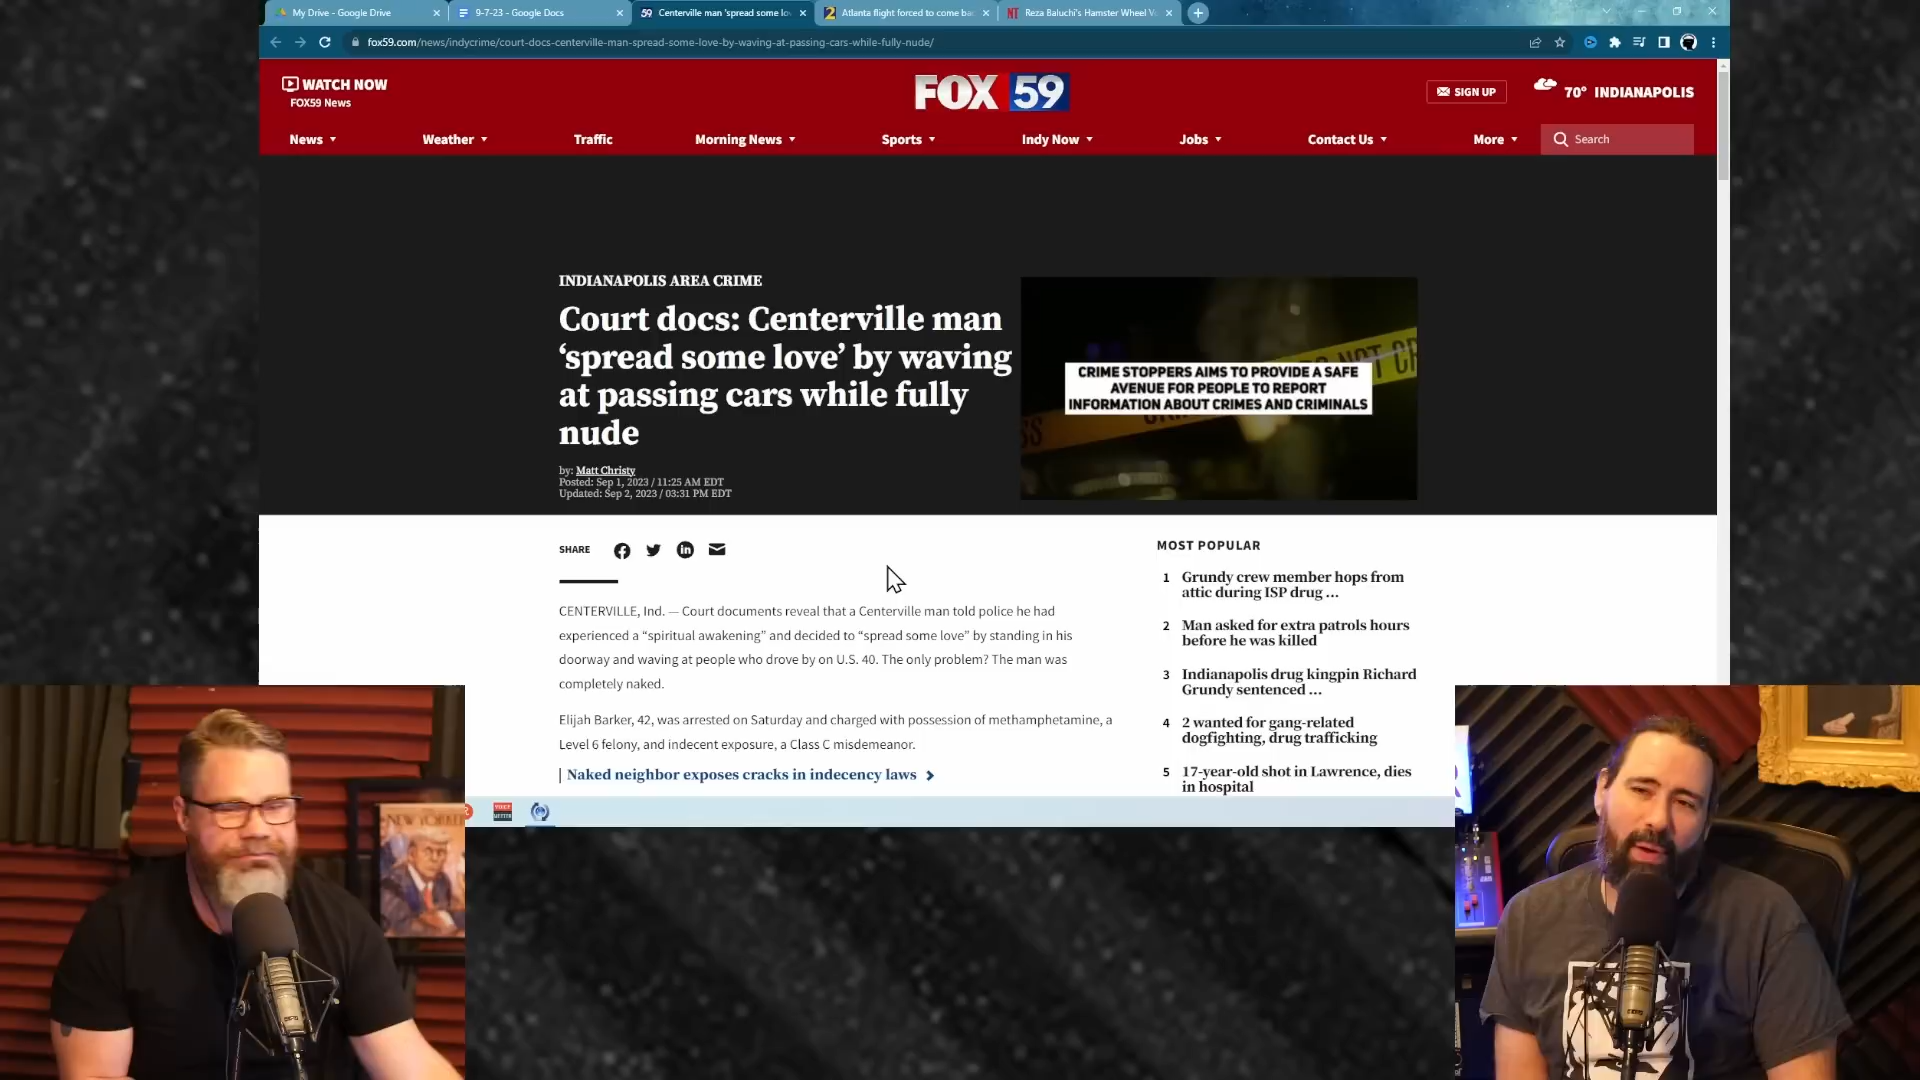 My Drive - Google Drive
9-7-23 - Google Docs
59 Centerville man 'spread some lo
2 Atlanta flight forced to come ba
NT Reza Baluchi's Hamster Wheel V
fox59.com/news/indycrime/court-docs-centerville-man-spread-some-love-by-waving-at-passing-cars-while-fully-nude/
WATCH NOW
FOX59 News
FOX 59
SIGN UP
70° INDIANAPOLIS
News
Weather
Traffic
Morning News
Sports
Indy Now
Jobs
Contact Us
More
Search
INDIANAPOLIS AREA CRIME
Court docs: Centerville man
‘spread some love’ by waving
at passing cars while fully
nude
by: Matt Christy
Posted: Sep 1, 2023 / 11:25 AM EDT
Updated: Sep 2, 2023 / 03:31 PM EDT
CRIME STOPPERS AIMS TO PROVIDE A SAFE
AVENUE FOR PEOPLE TO REPORT
INFORMATION ABOUT CRIMES AND CRIMINALS
SHARE
CENTERVILLE, Ind. — Court documents reveal that a Centerville man told police he had
experienced a “spiritual awakening” and decided to “spread some love” by standing in his
doorway and waving at people who drove by on U.S. 40. The only problem? The man was
completely naked.
Elijah Barker, 42, was arrested on Saturday and charged with possession of methamphetamine, a
Level 6 felony, and indecent exposure, a Class C misdemeanor.
Naked neighbor exposes cracks in indecency laws
MOST POPULAR
1 Grundy crew member hops from
attic during ISP drug ...
2 Man asked for extra patrols hours
before he was killed
3 Indianapolis drug kingpin Richard
Grundy sentenced ...
4 2 wanted for gang-related
dogfighting, drug trafficking
5 17-year-old shot in Lawrence, dies
in hospital
NEW YORKER